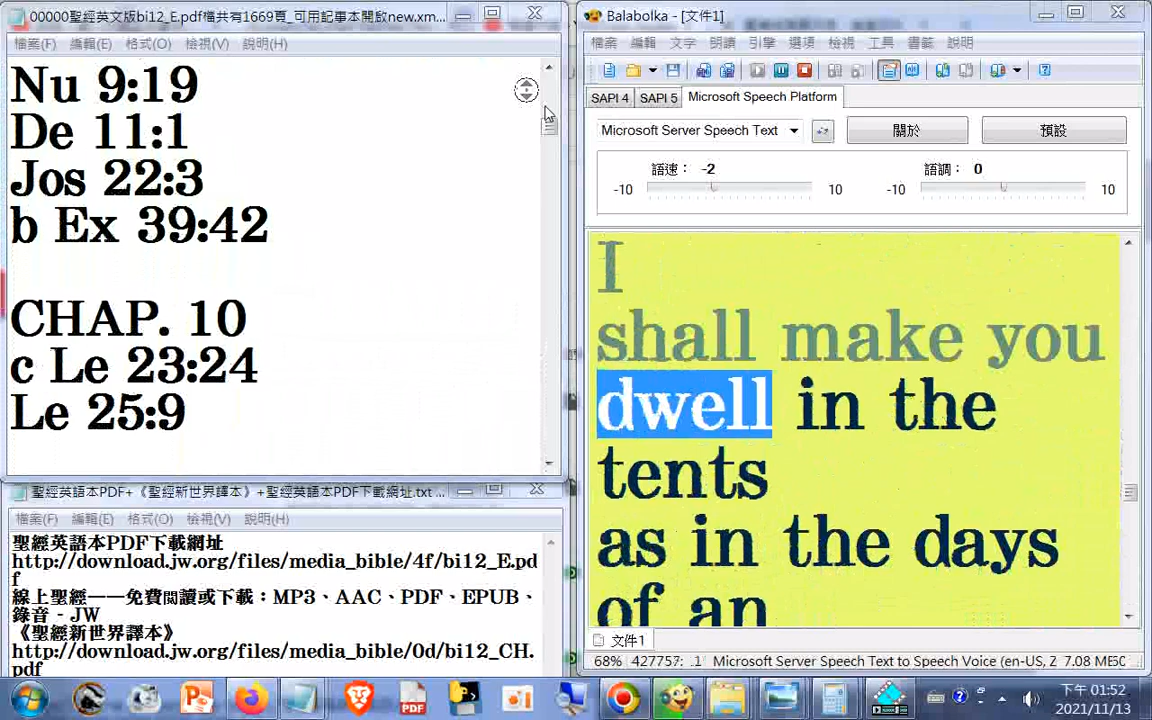 00000聖經英文版bi12_E.pdf檔共有1669頁_可用記事本開啟new.xm...
檔案(F) 編輯(E) 格式(O) 檢視(V) 說明(H)
Nu 9:19
De 11:1
Jos 22:3
b Ex 39:42
CHAP. 10
c Le 23:24
Le 25:9
聖經英語本PDF+《聖經新世界譯本》+聖經英語本PDF下載網址.txt ...
檔案(F) 編輯(E) 格式(O) 檢視(V) 說明(H)
聖經英語本PDF下載網址
http://download.jw.org/files/media_bible/4f/bi12_E.pd
f
線上聖經——免費閱讀或下載：MP3、AAC、PDF、EPUB、
錄音 - JW
《聖經新世界譯本》
http://download.jw.org/files/media_bible/0d/bi12_CH.
pdf
Balabolka - [文件1]
檔案 編輯 文字 朗讀 引擎 選項 檢視 工具 書籤 說明
SAPI 4 SAPI 5 Microsoft Speech Platform
Microsoft Server Speech Text 關於 預設
語速： -2 語調： 0
-10 10 -10 10
I
shall make you
dwell in the
tents
as in the days
of an
文件1
68% 427757: .1 Microsoft Server Speech Text to Speech Voice (en-US, Z 7.08 ME50
PDF
下午 01:52
2021/11/13